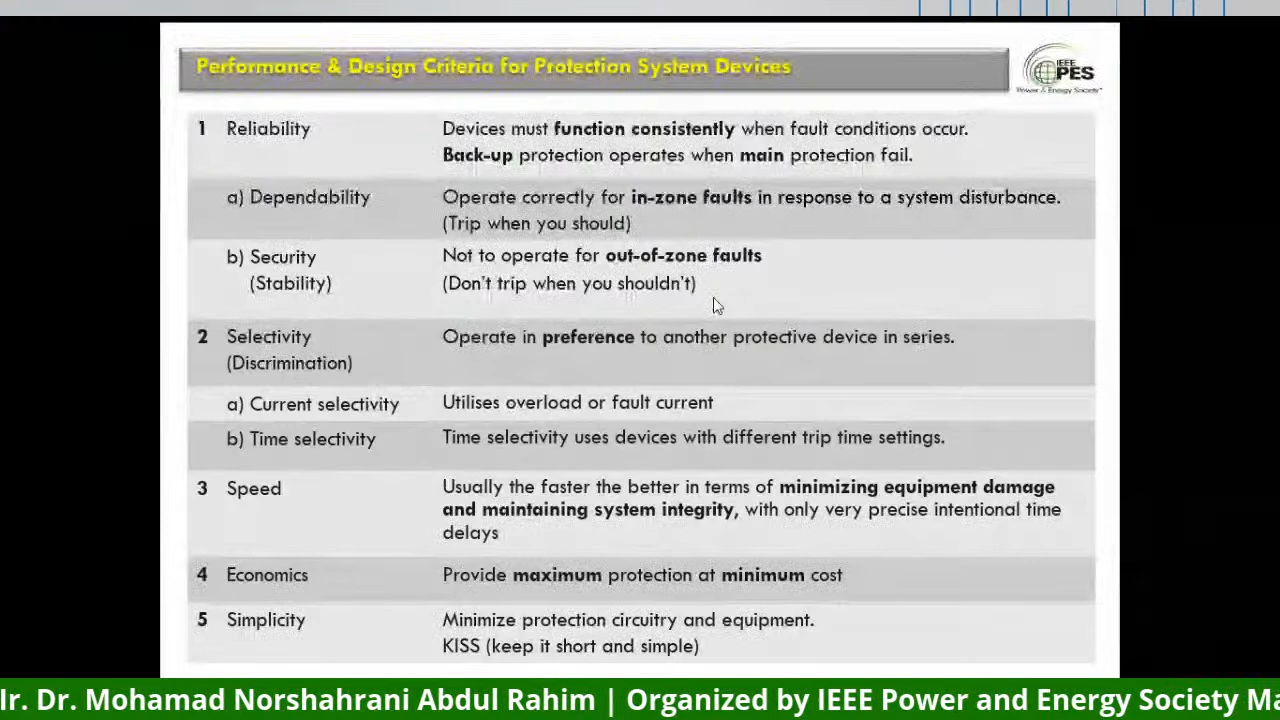 Performance & Design Criteria for Protection System Devices
IEEE
PES
Power & Energy Society™
1 Reliability Devices must function consistently when fault conditions occur.
Back-up protection operates when main protection fail.
a) Dependability Operate correctly for in-zone faults in response to a system disturbance.
(Trip when you should)
b) Security Not to operate for out-of-zone faults
(Stability) (Don't trip when you shouldn't)
2 Selectivity Operate in preference to another protective device in series.
(Discrimination)
a) Current selectivity Utilises overload or fault current
b) Time selectivity Time selectivity uses devices with different trip time settings.
3 Speed Usually the faster the better in terms of minimizing equipment damage
and maintaining system integrity, with only very precise intentional time
delays
4 Economics Provide maximum protection at minimum cost
5 Simplicity Minimize protection circuitry and equipment.
KISS (keep it short and simple)
Ir. Dr. Mohamad Norshahrani Abdul Rahim | Organized by IEEE Power and Energy Society Ma